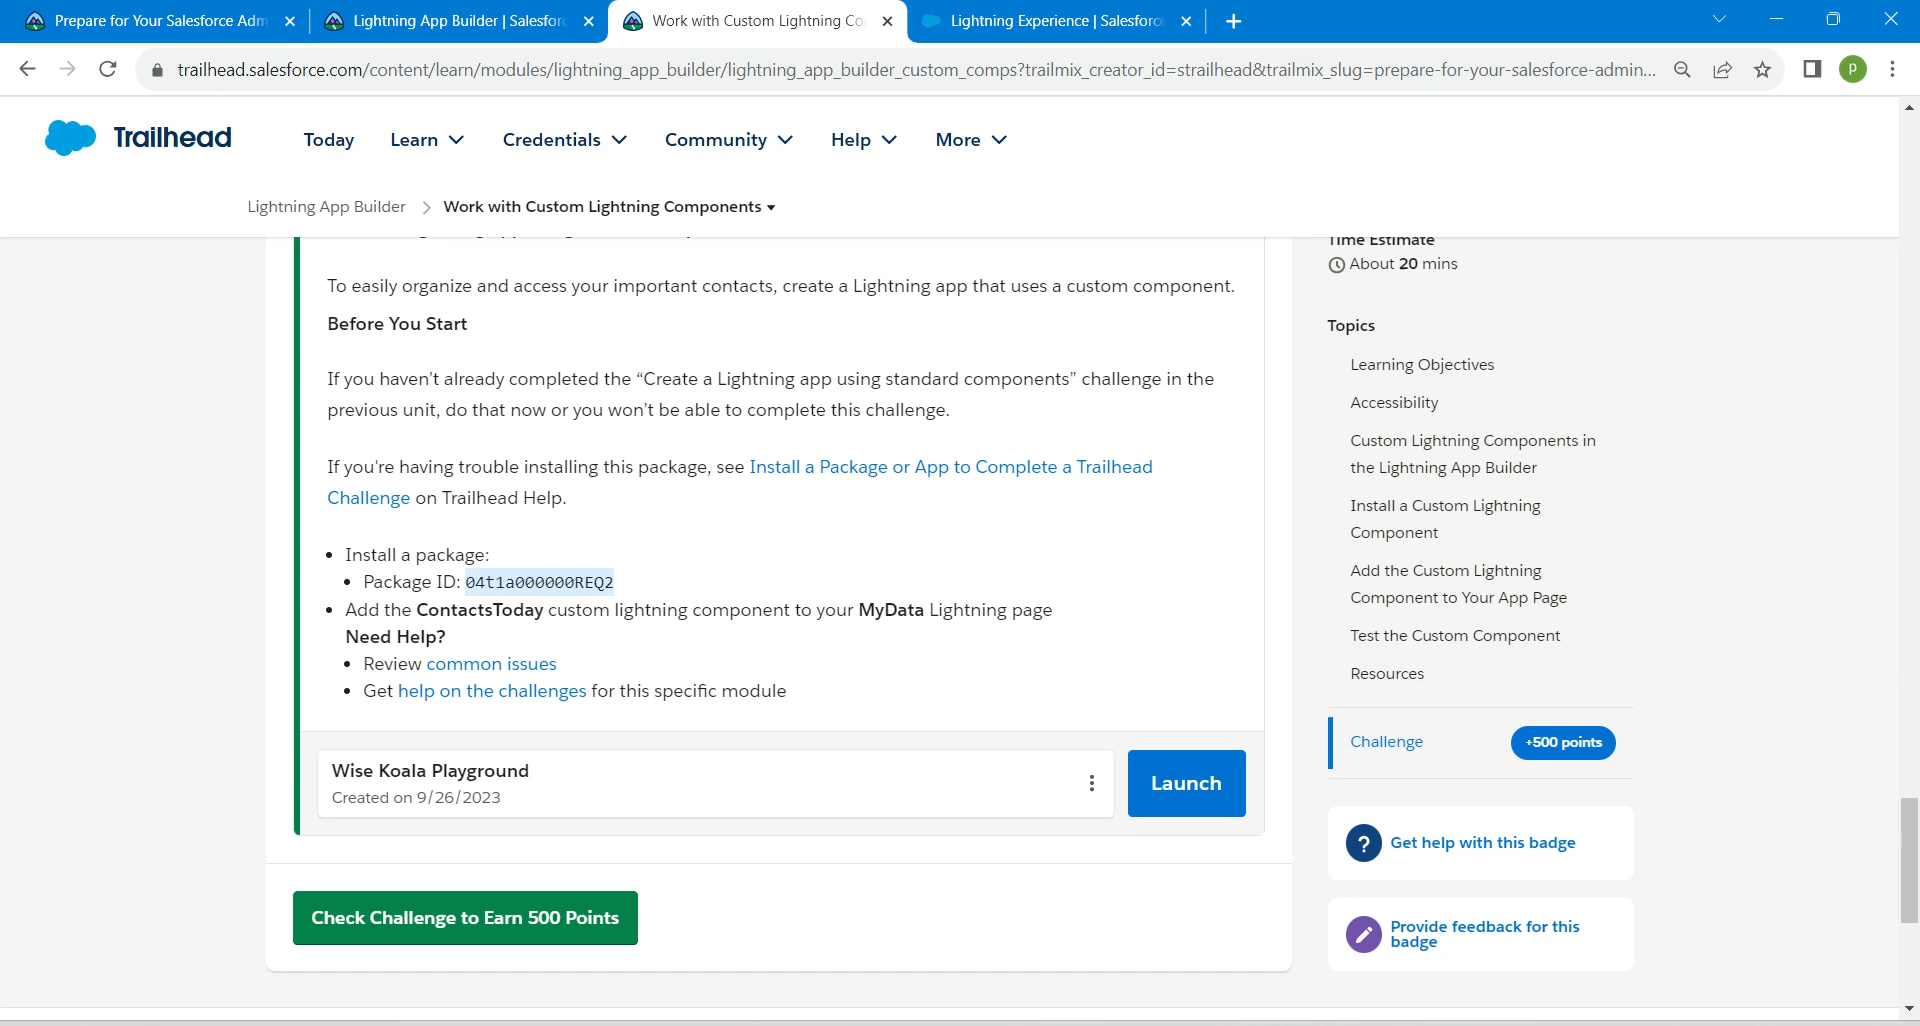 Prepare for Your Salesforce Adm
Lightning App Builder | Salesfor
Work with Custom Lightning Co
Lightning Experience | Salesforc
trailhead.salesforce.com/content/learn/modules/lightning_app_builder/lightning_app_builder_custom_comps?trailmix_creator_id=strailhead&trailmix_slug=prepare-for-your-salesforce-admin...
P
Trailhead
Today
Learn
Credentials
Community
Help
More
Lightning App Builder
Work with Custom Lightning Components
To easily organize and access your important contacts, create a Lightning app that uses a custom component.
Before You Start
If you haven’t already completed the “Create a Lightning app using standard components” challenge in the
previous unit, do that now or you won’t be able to complete this challenge.
If you're having trouble installing this package, see Install a Package or App to Complete a Trailhead
Challenge on Trailhead Help.
• Install a package:
• Package ID: 04t1a000000REQ2
• Add the ContactsToday custom lightning component to your MyData Lightning page
Need Help?
• Review common issues
• Get help on the challenges for this specific module
Wise Koala Playground
Created on 9/26/2023
Launch
Check Challenge to Earn 500 Points
Time Estimate
About 20 mins
Topics
Learning Objectives
Accessibility
Custom Lightning Components in
the Lightning App Builder
Install a Custom Lightning
Component
Add the Custom Lightning
Component to Your App Page
Test the Custom Component
Resources
Challenge
+500 points
? Get help with this badge
Provide feedback for this
badge